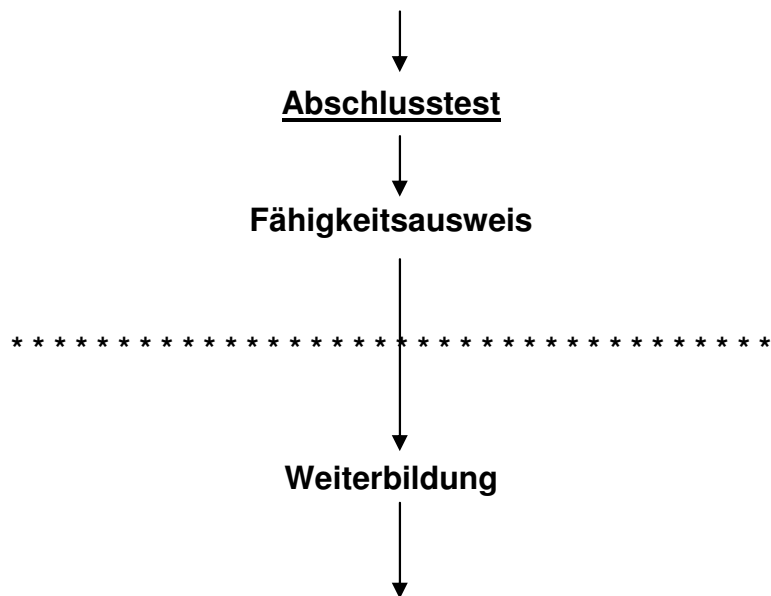 Abschlusstest
Fähigkeitsausweis
* * * * * * * * * * * * * * * * * * * * * * * * * * * * * * * * * * * *
Weiterbildung